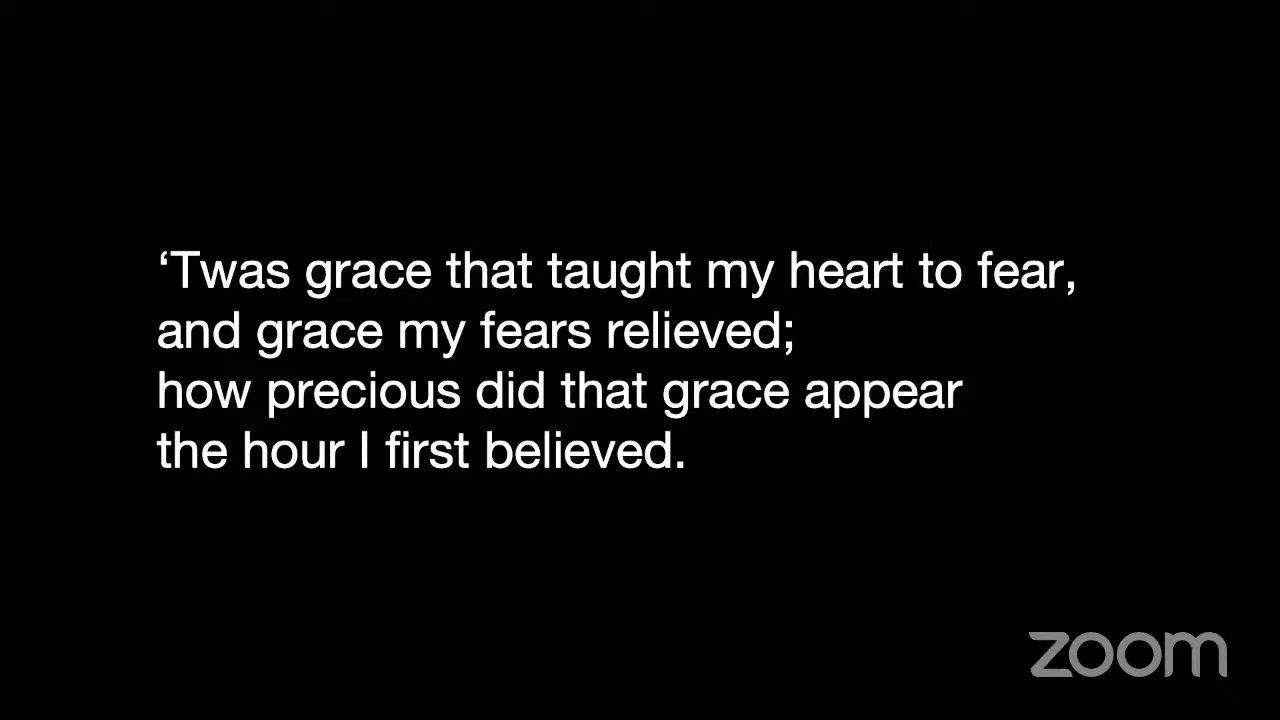 ‘Twas grace that taught my heart to fear,
and grace my fears relieved;
how precious did that grace appear
the hour I first believed.
zoom